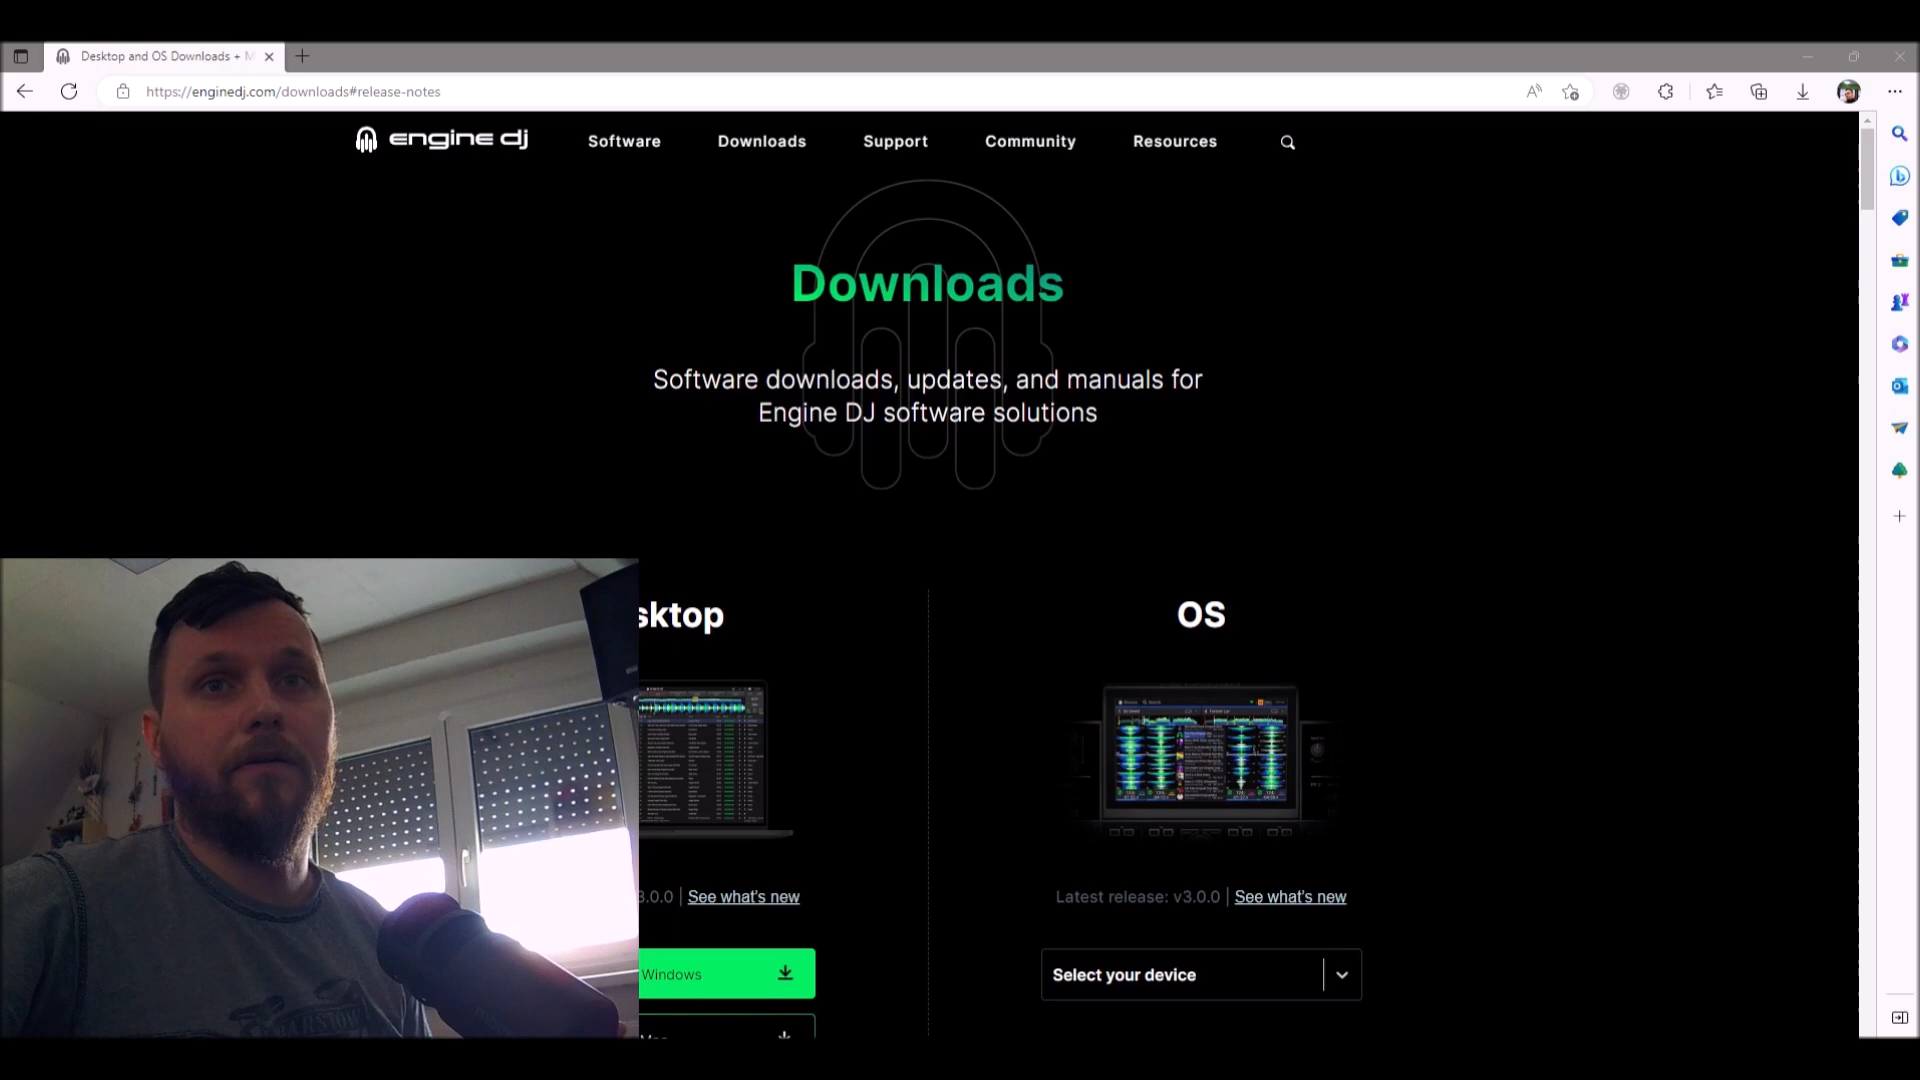 Desktop and OS Downloads + M
https://enginedj.com/downloads#release-notes
engine dj
Software
Downloads
Support
Community
Resources
Downloads
Software downloads, updates, and manuals for
Engine DJ software solutions
sktop
OS
3.0.0 | See what's new
Latest release: v3.0.0 | See what's new
Windows
Select your device